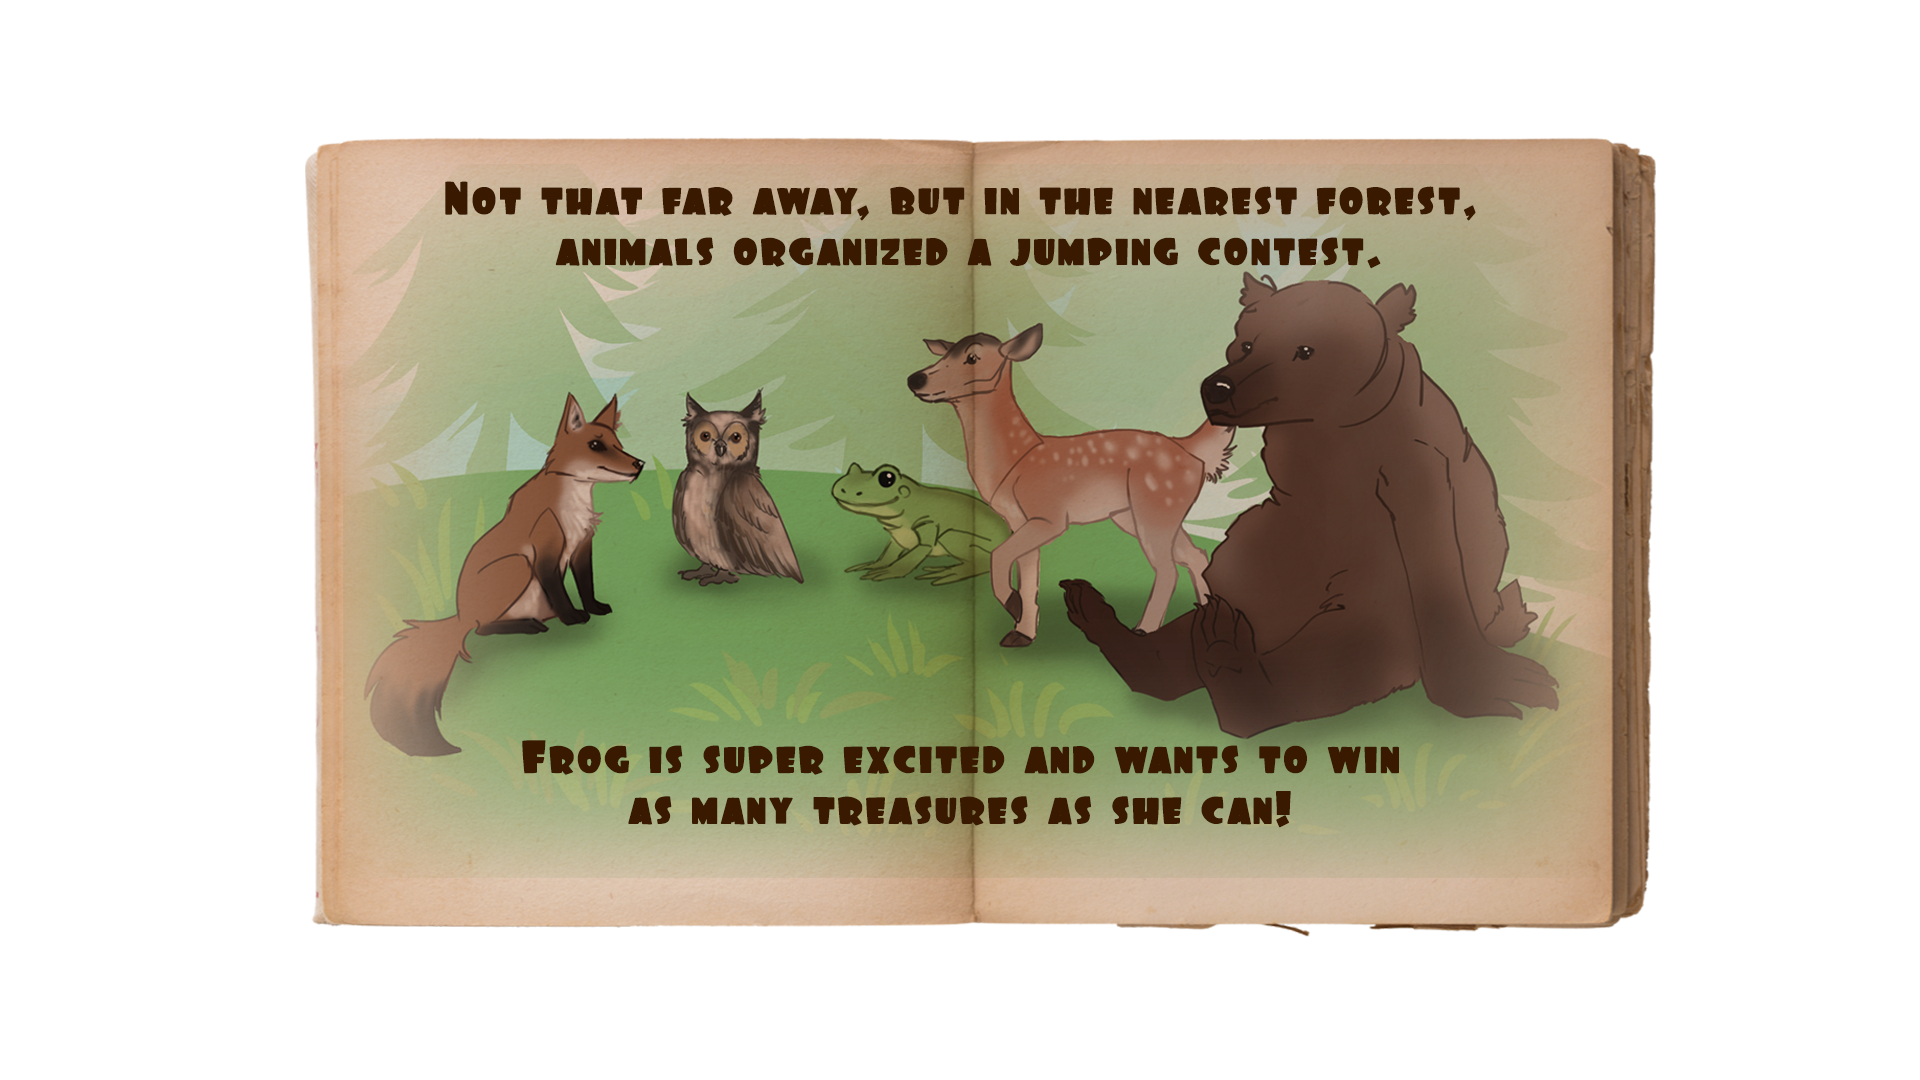 Not that far away, but in the nearest forest,
animals organized a jumping contest.
Frog is super excited and wants to win
as many treasures as she can!